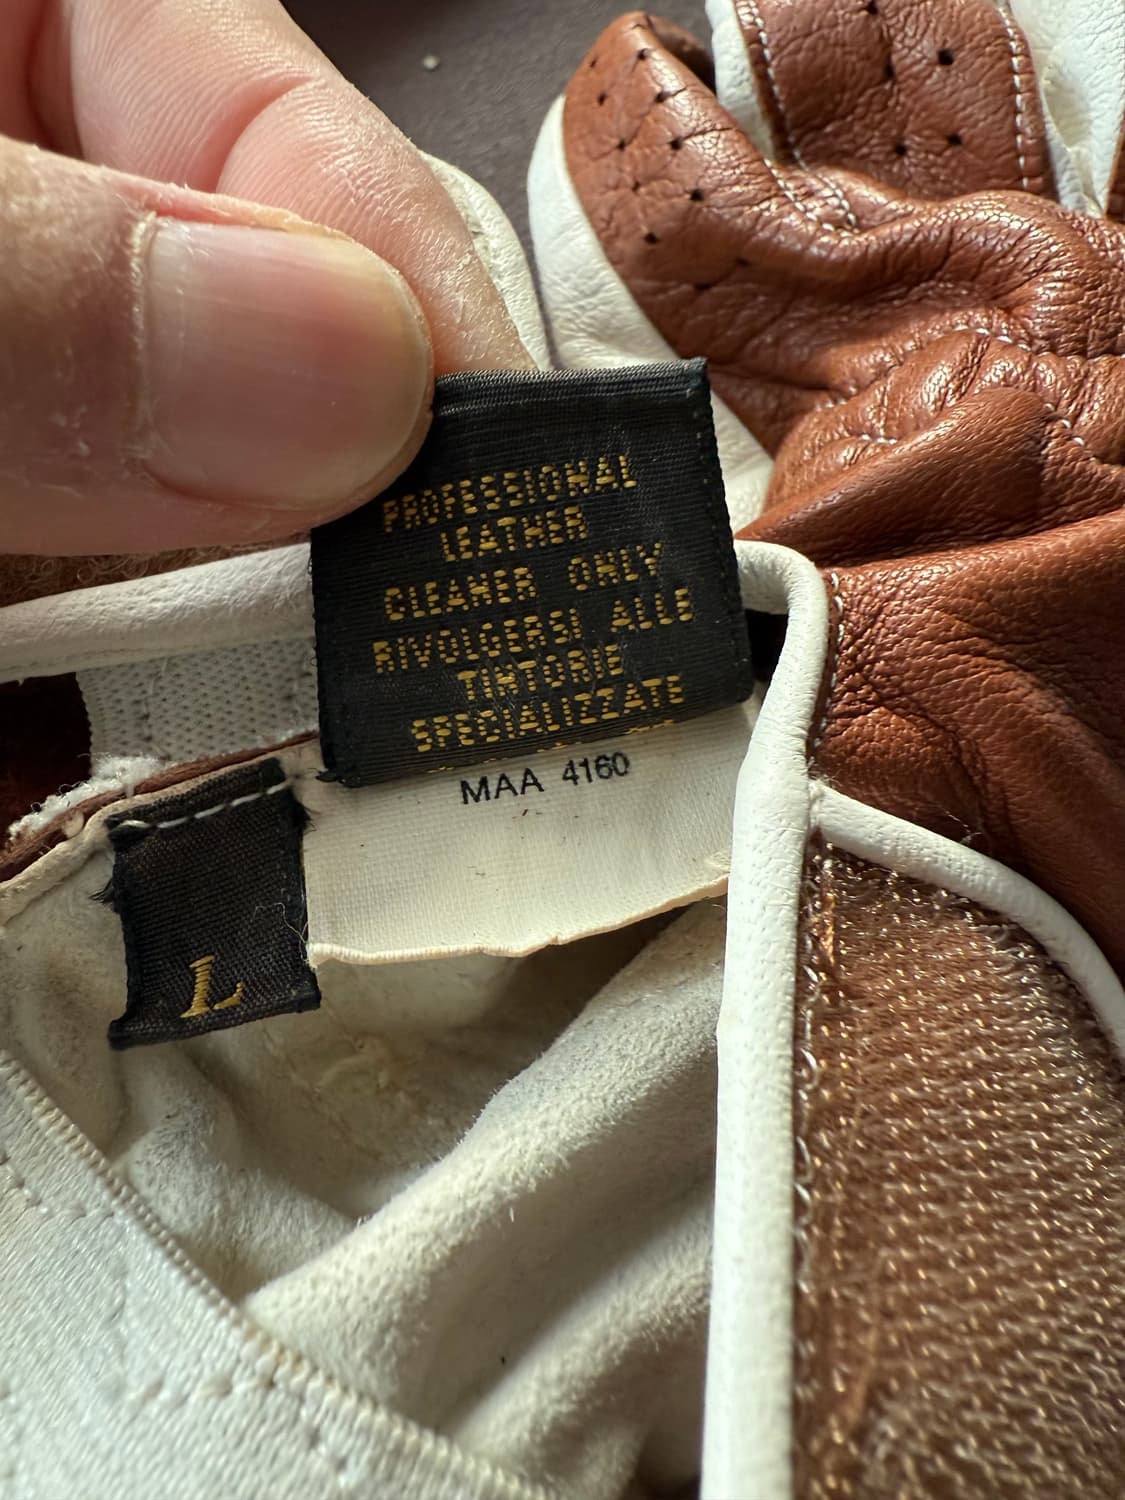 PROFESSIONAL
LEATHER
CLEANER ONLY
RIVOLGERSI ALLE
TINTORIE
SPECIALIZZATE
MAA 4160
L